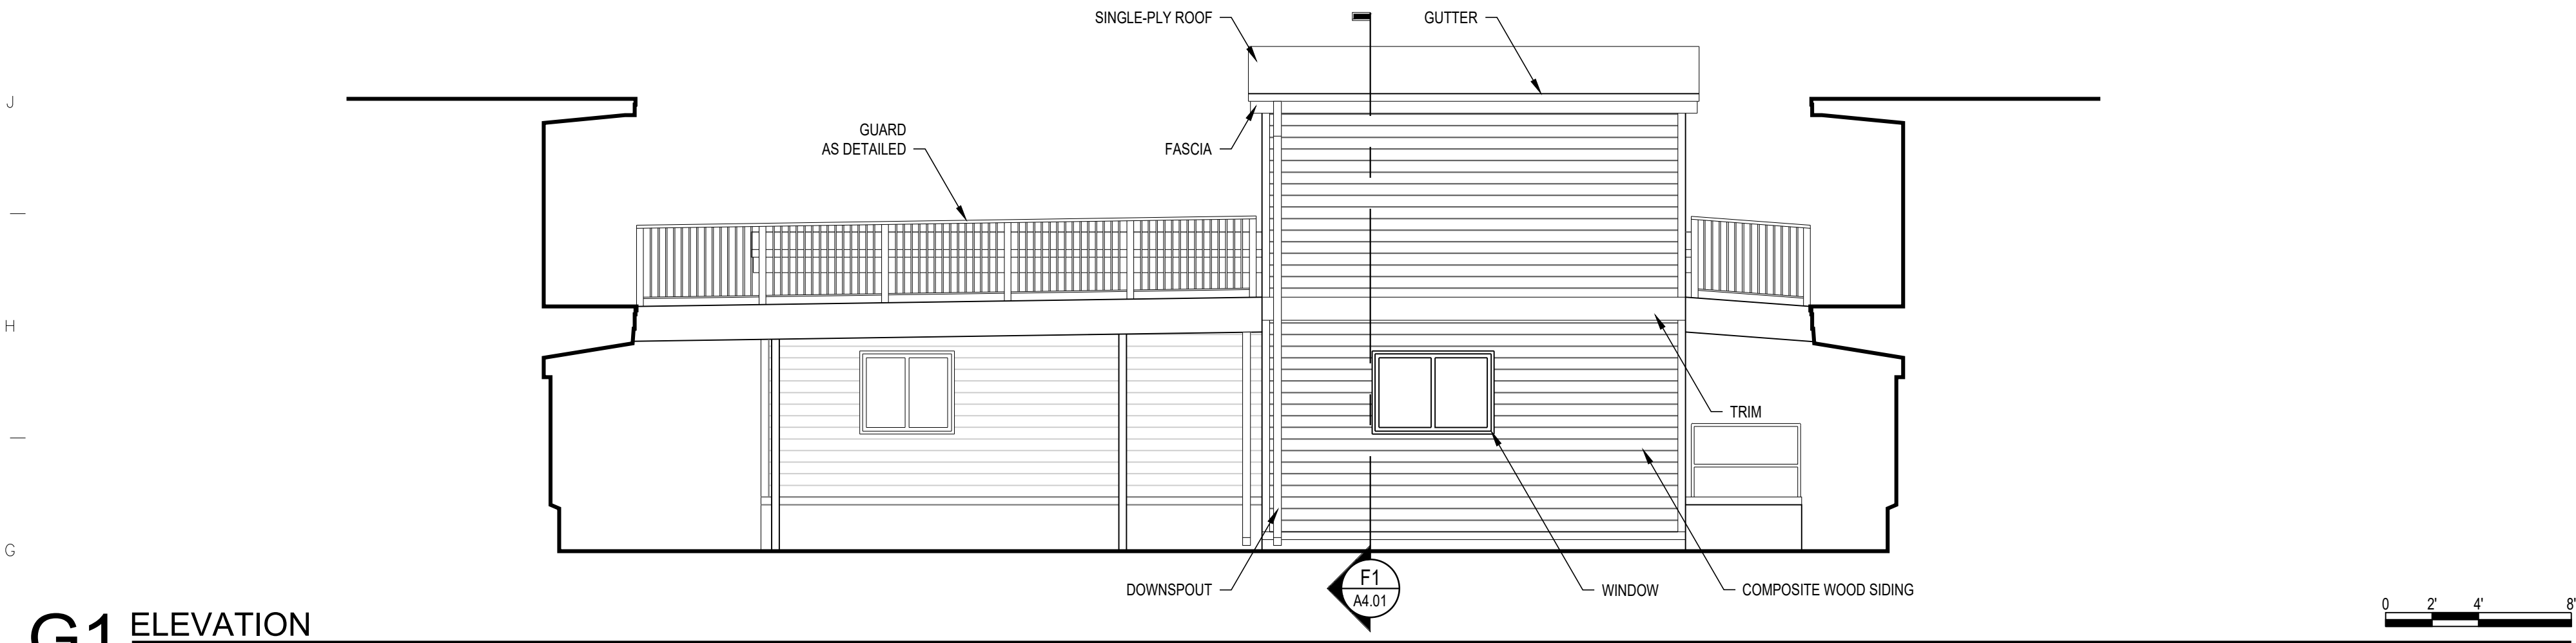 SINGLE-PLY ROOF
GUTTER
J
GUARD
AS DETAILED
FASCIA
H
TRIM
G
DOWNSPOUT
F1
A4.01
WINDOW
COMPOSITE WOOD SIDING
0 2' 4' 8'
G1 ELEVATION